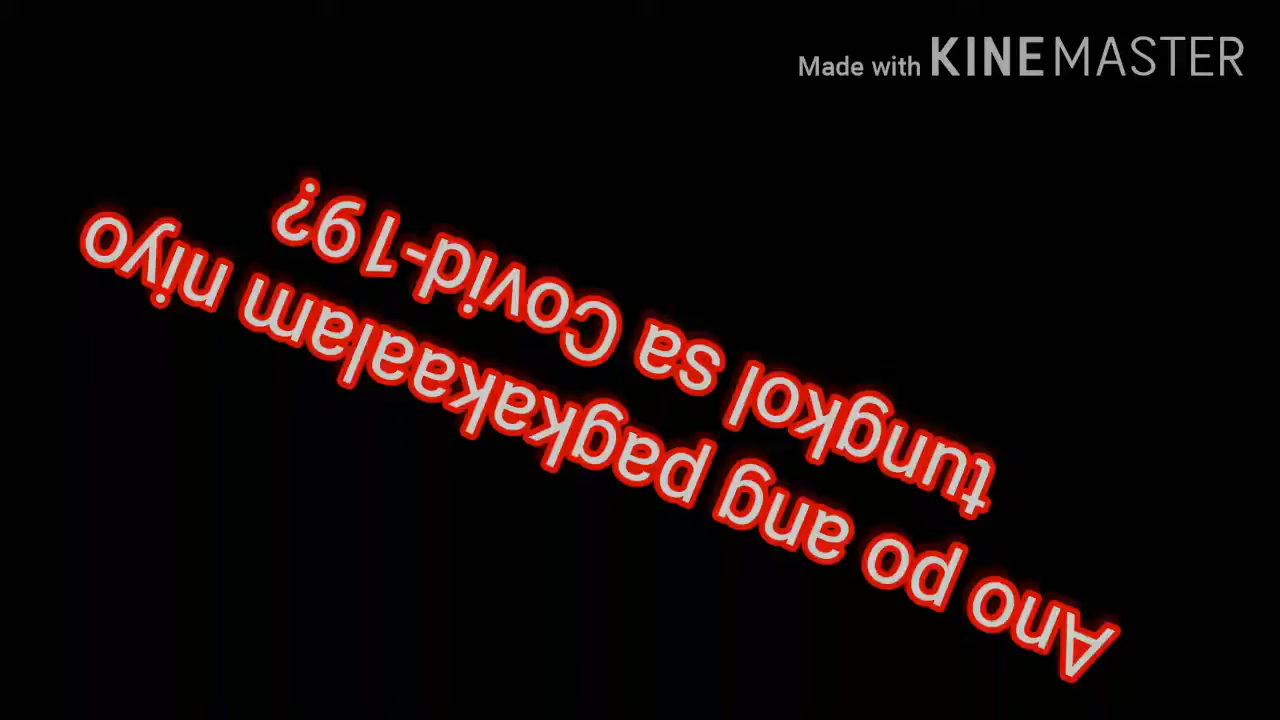 Made with KINEMASTER
Ano po ang pagkakaalam niyo
tungkol sa Covid-19?